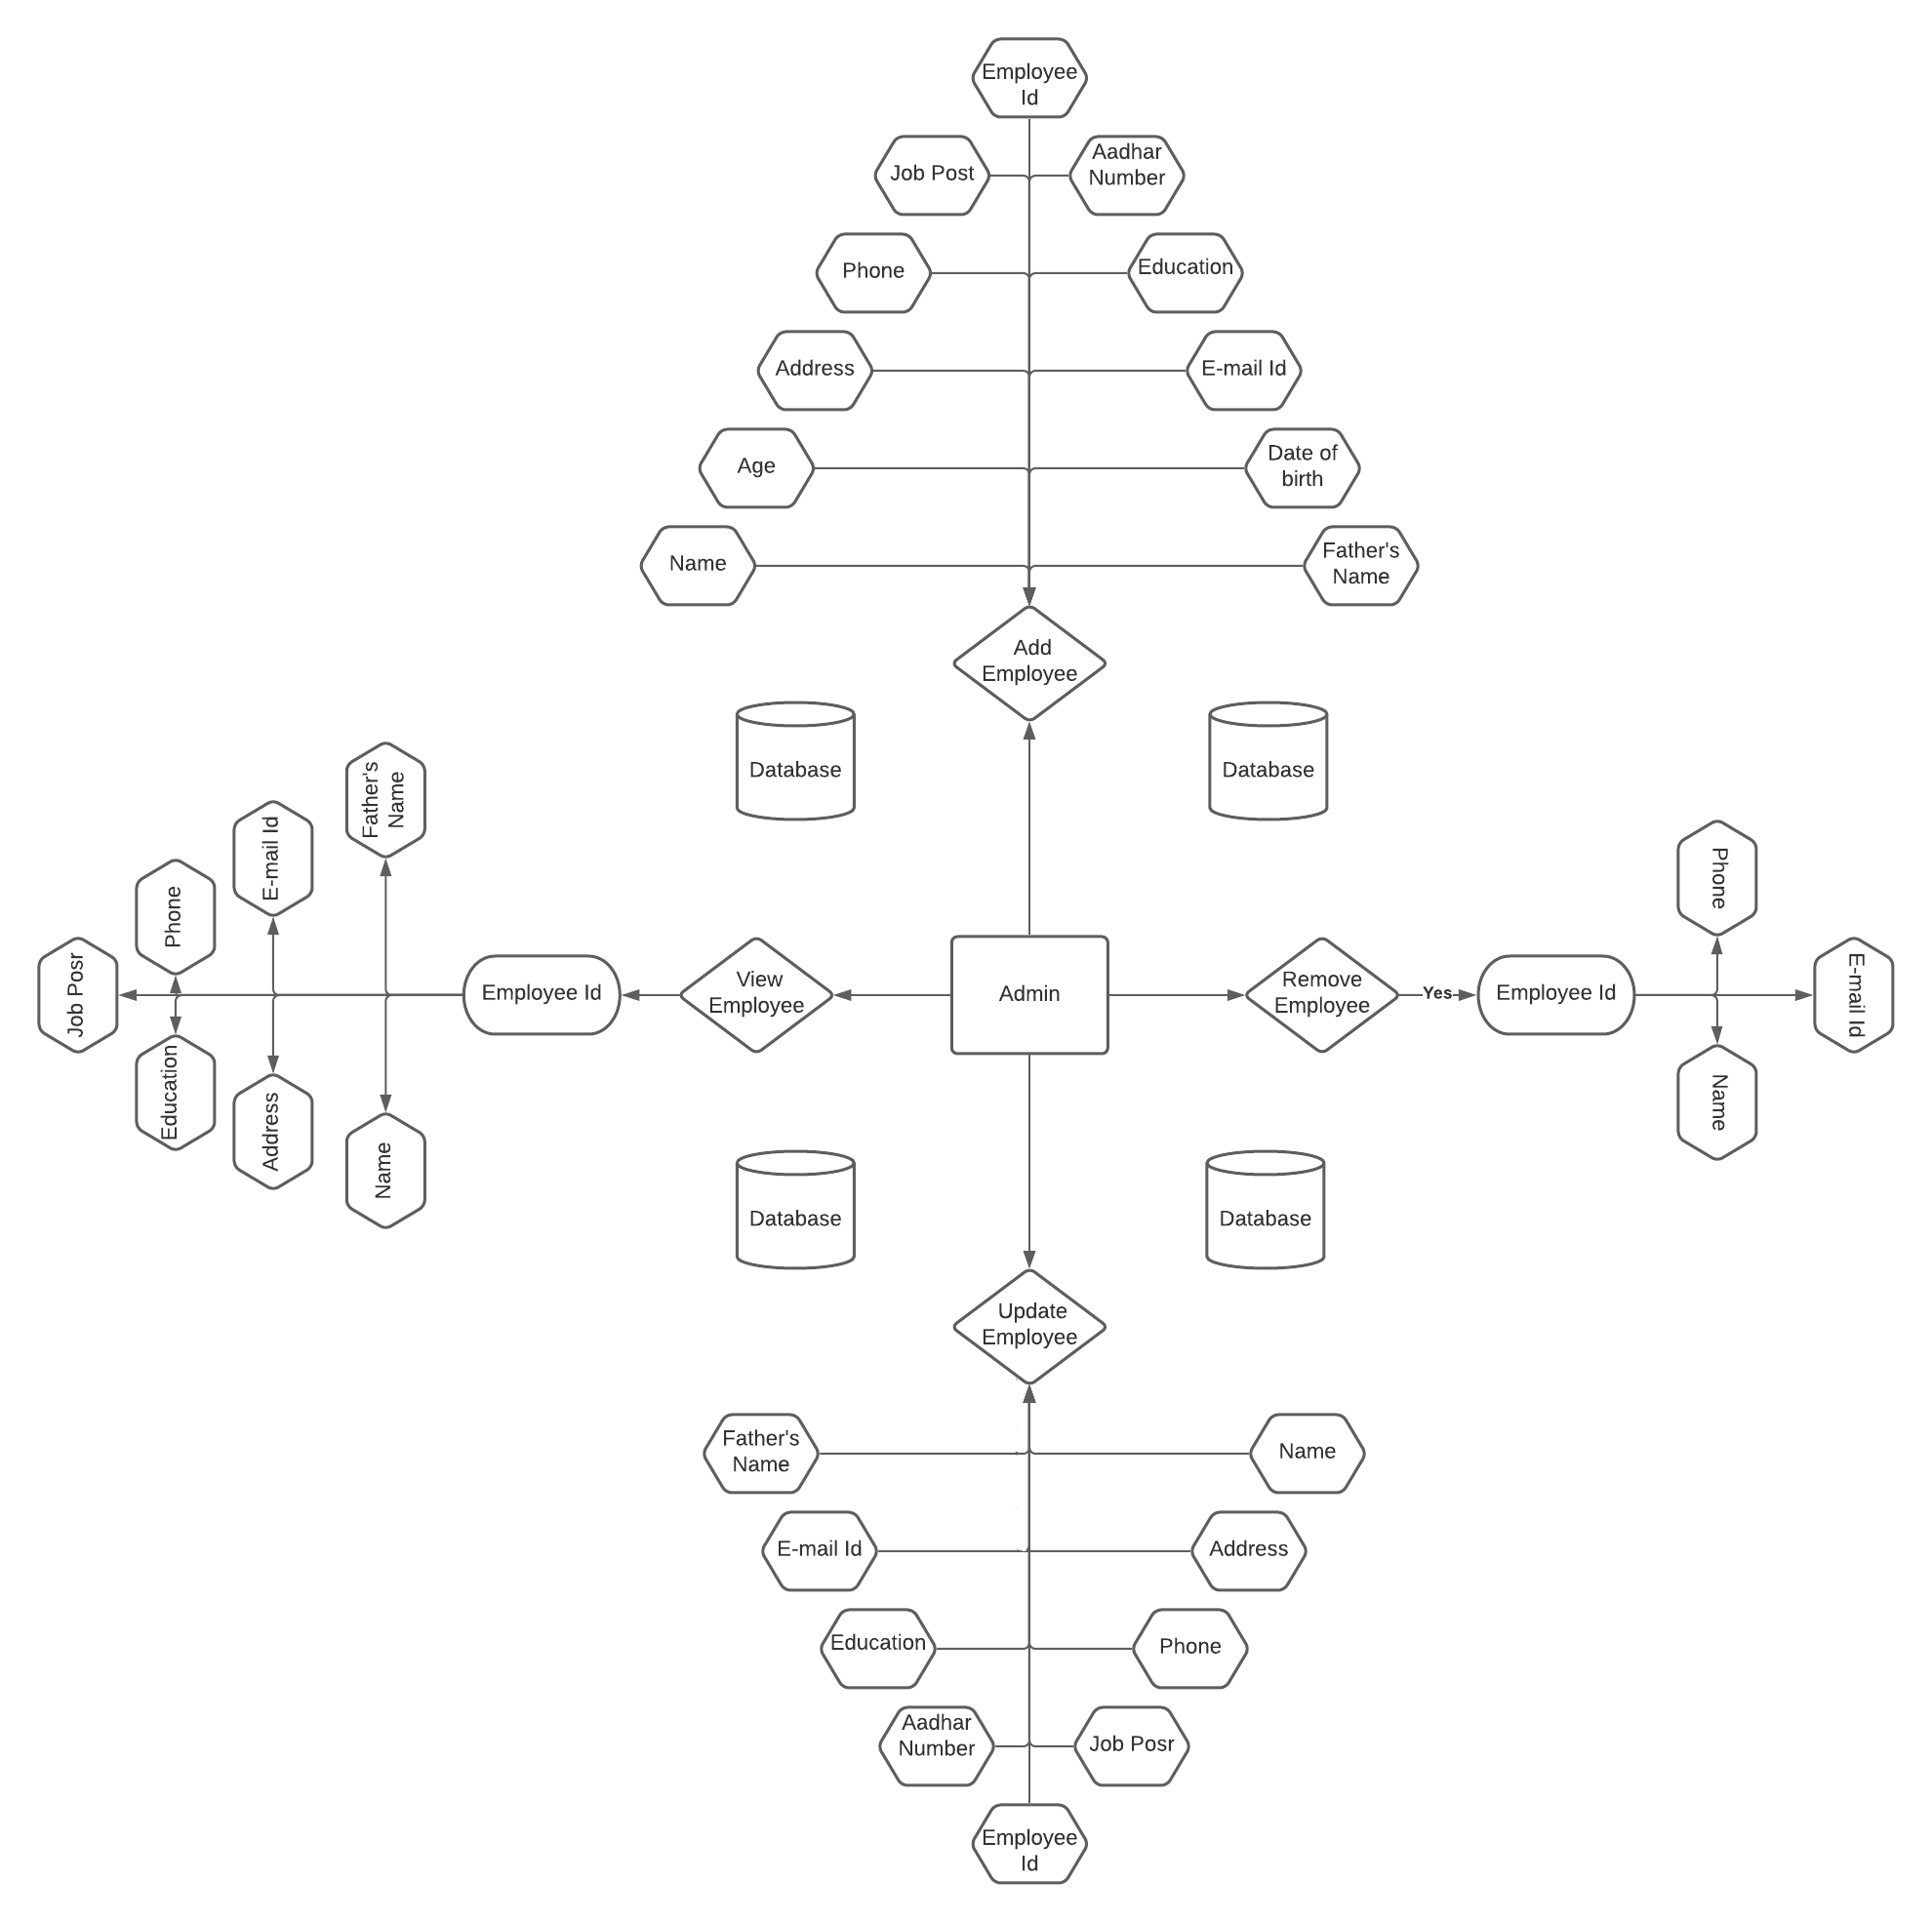 Employee
Id
Job Post
Aadhar
Number
Phone
Education
Address
E-mail Id
Age
Date of
birth
Name
Father's
Name
Add
Employee
Database
Database
Father's
Name
E-mail Id
Phone
Job Posr
Education
Address
Name
Employee Id
View
Employee
Admin
Remove
Employee
Yes
Employee Id
Phone
E-mail Id
Name
Database
Database
Update
Employee
Father's
Name
Name
E-mail Id
Address
Education
Phone
Aadhar
Number
Job Posr
Employee
Id